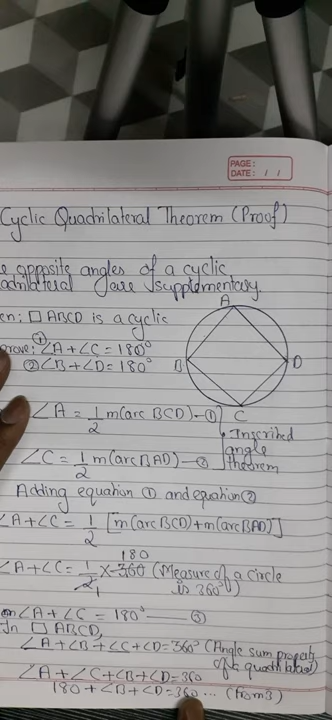 PAGE:
DATE: / /
Cyclic Quadrilateral Theorem (Proof)
opposite angles of a cyclic
are supplementary.
A
en: □ ABCD is a cyclic
① ∠A+∠C=180°
B D
② ∠B+∠D=180°
C
∠A = 1/2 m(arc BCD)—①
Inscribed
angle
theorem
∠C = 1/2 m(arc BAD)—②
Adding equation ① and equation ②
∠A+∠C = 1/2 [m(arc BCD)+m(arc BAD)]
180
∠A+∠C = 1/2 × 360 (Measure of a circle
1
is 360°)
∠A+∠C = 180° —③
In □ ABCD,
∠A+∠B+∠C+∠D=360° (Angle sum property
of a quadrilateral)
∠A+∠C+∠B+∠D=360
180+∠B+∠D=360 ... (from 3)